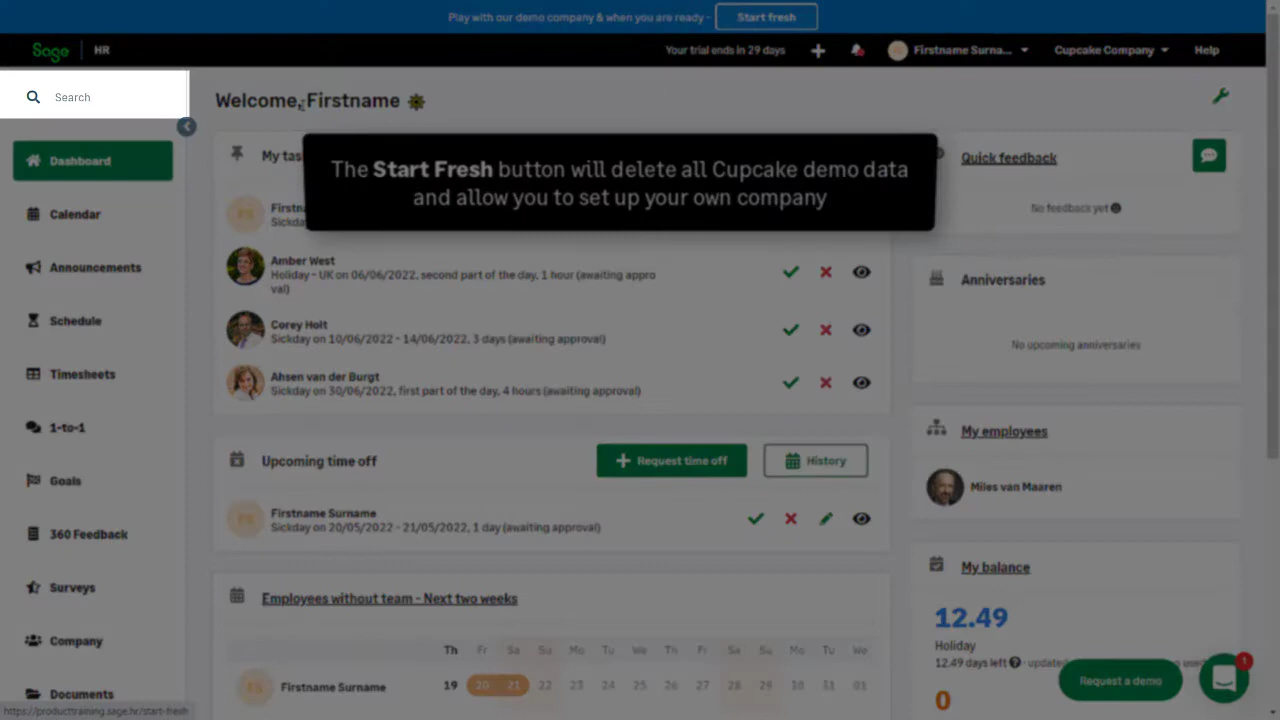 Play with our demo company & when you are ready -
Start fresh
Sage
HR
Your trial ends in 29 days
Firstname Surna...
Cupcake Company
Help
Search
Welcome, Firstname
Dashboard
Calendar
Announcements
Schedule
Timesheets
1-to-1
Goals
360 Feedback
Surveys
Company
Documents
https://producttraining.sage.hr/start-fresh
The Start Fresh button will delete all Cupcake demo data
and allow you to set up your own company
Amber West
Holiday - UK on 06/06/2022, second part of the day, 1 hour (awaiting appro
val)
Corey Holt
Sickday on 10/06/2022 - 14/06/2022, 3 days (awaiting approval)
Ahsen van der Burgt
Sickday on 30/06/2022, first part of the day, 4 hours (awaiting approval)
Upcoming time off
Request time off
History
FS
Firstname Surname
Sickday on 20/05/2022 - 21/05/2022, 1 day (awaiting approval)
Employees without team - Next two weeks
Th Fr Sa Su Mo Tu We Th Fr Sa Su Mo Tu We
FS
Firstname Surname
19 20 21 22 23 24 25 26 27 28 29 30 31 01
Quick feedback
No feedback yet
Anniversaries
No upcoming anniversaries
My employees
Miles van Maaren
My balance
12.49
Holiday
12.49 days left
updated
used
0
Request a demo
1